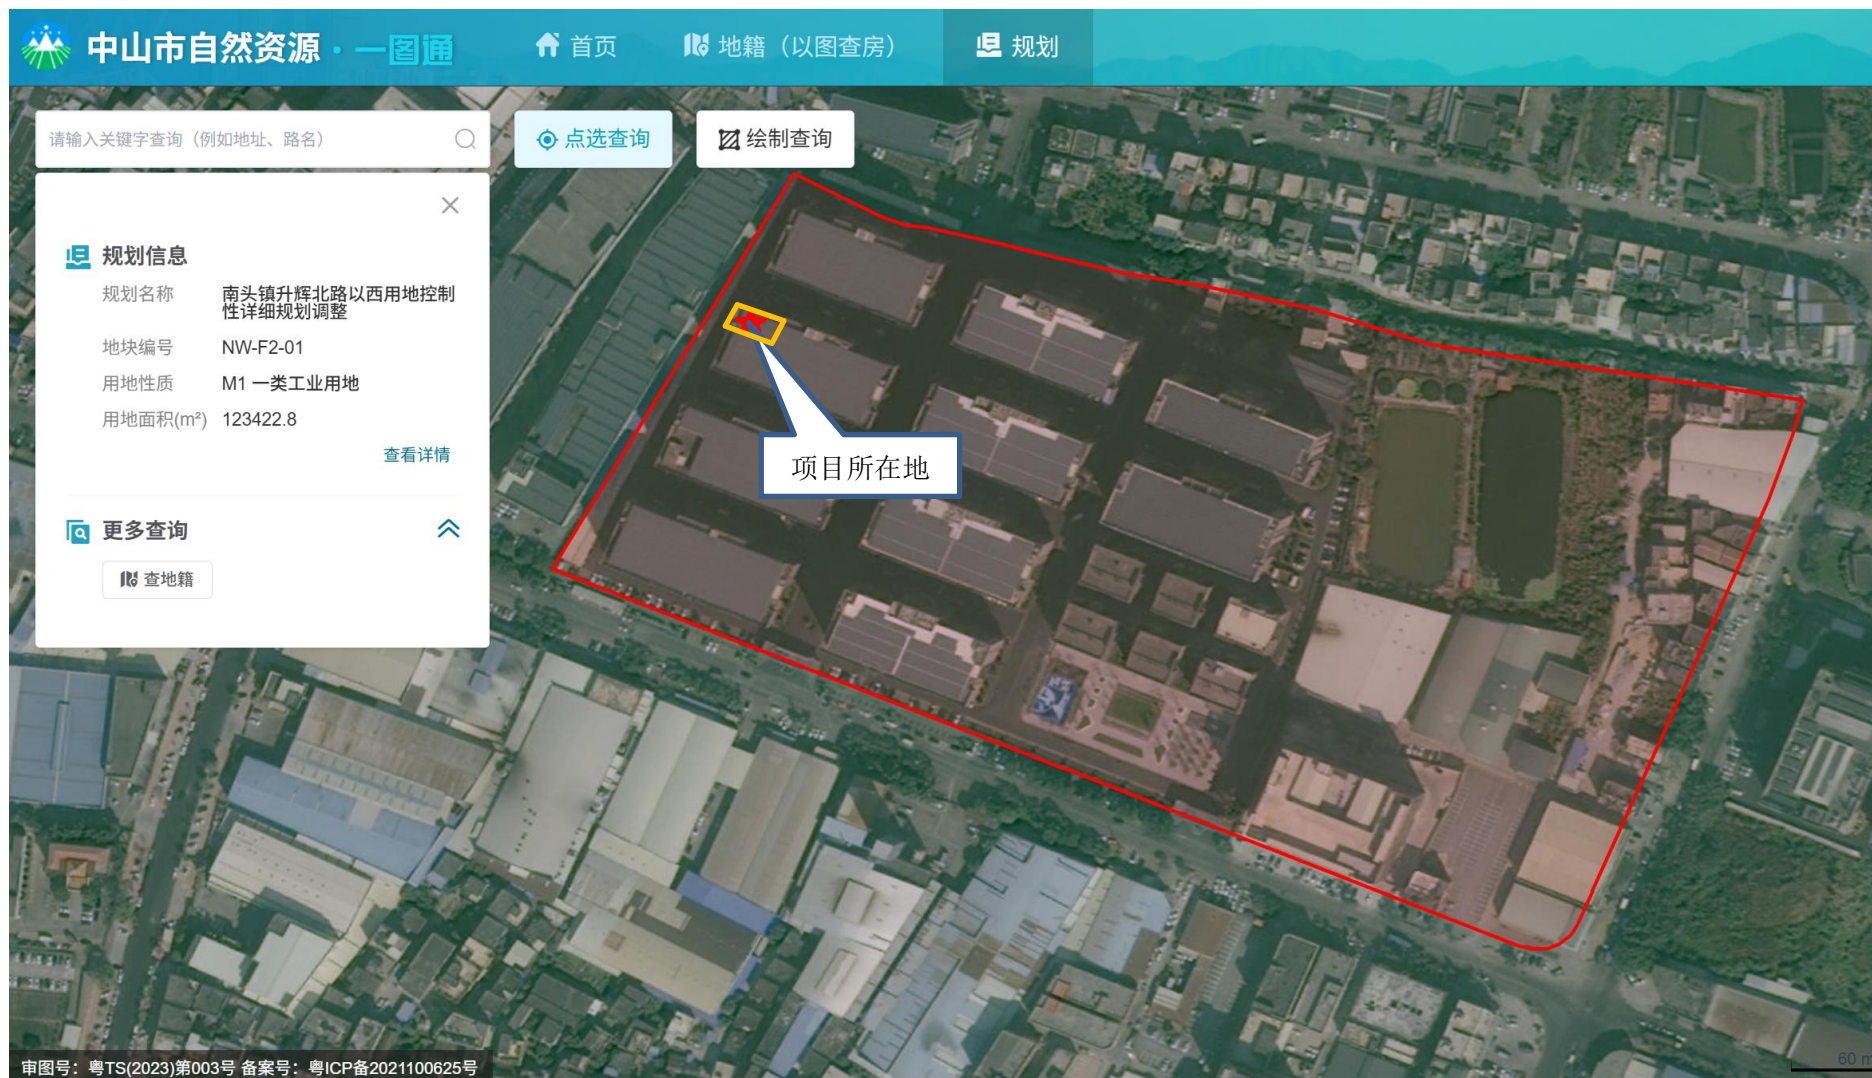 中山市自然资源·一图通
首页
地籍（以图查房）
规划
请输入关键字查询（例如地址、路名）
点选查询
绘制查询
规划信息
规划名称 南头镇升辉北路以西用地控制
性详细规划调整
地块编号 NW-F2-01
用地性质 M1 一类工业用地
用地面积(m²) 123422.8
查看详情
更多查询
查地籍
项目所在地
审图号：粤TS(2023)第003号 备案号：粤ICP备2021100625号
60 m